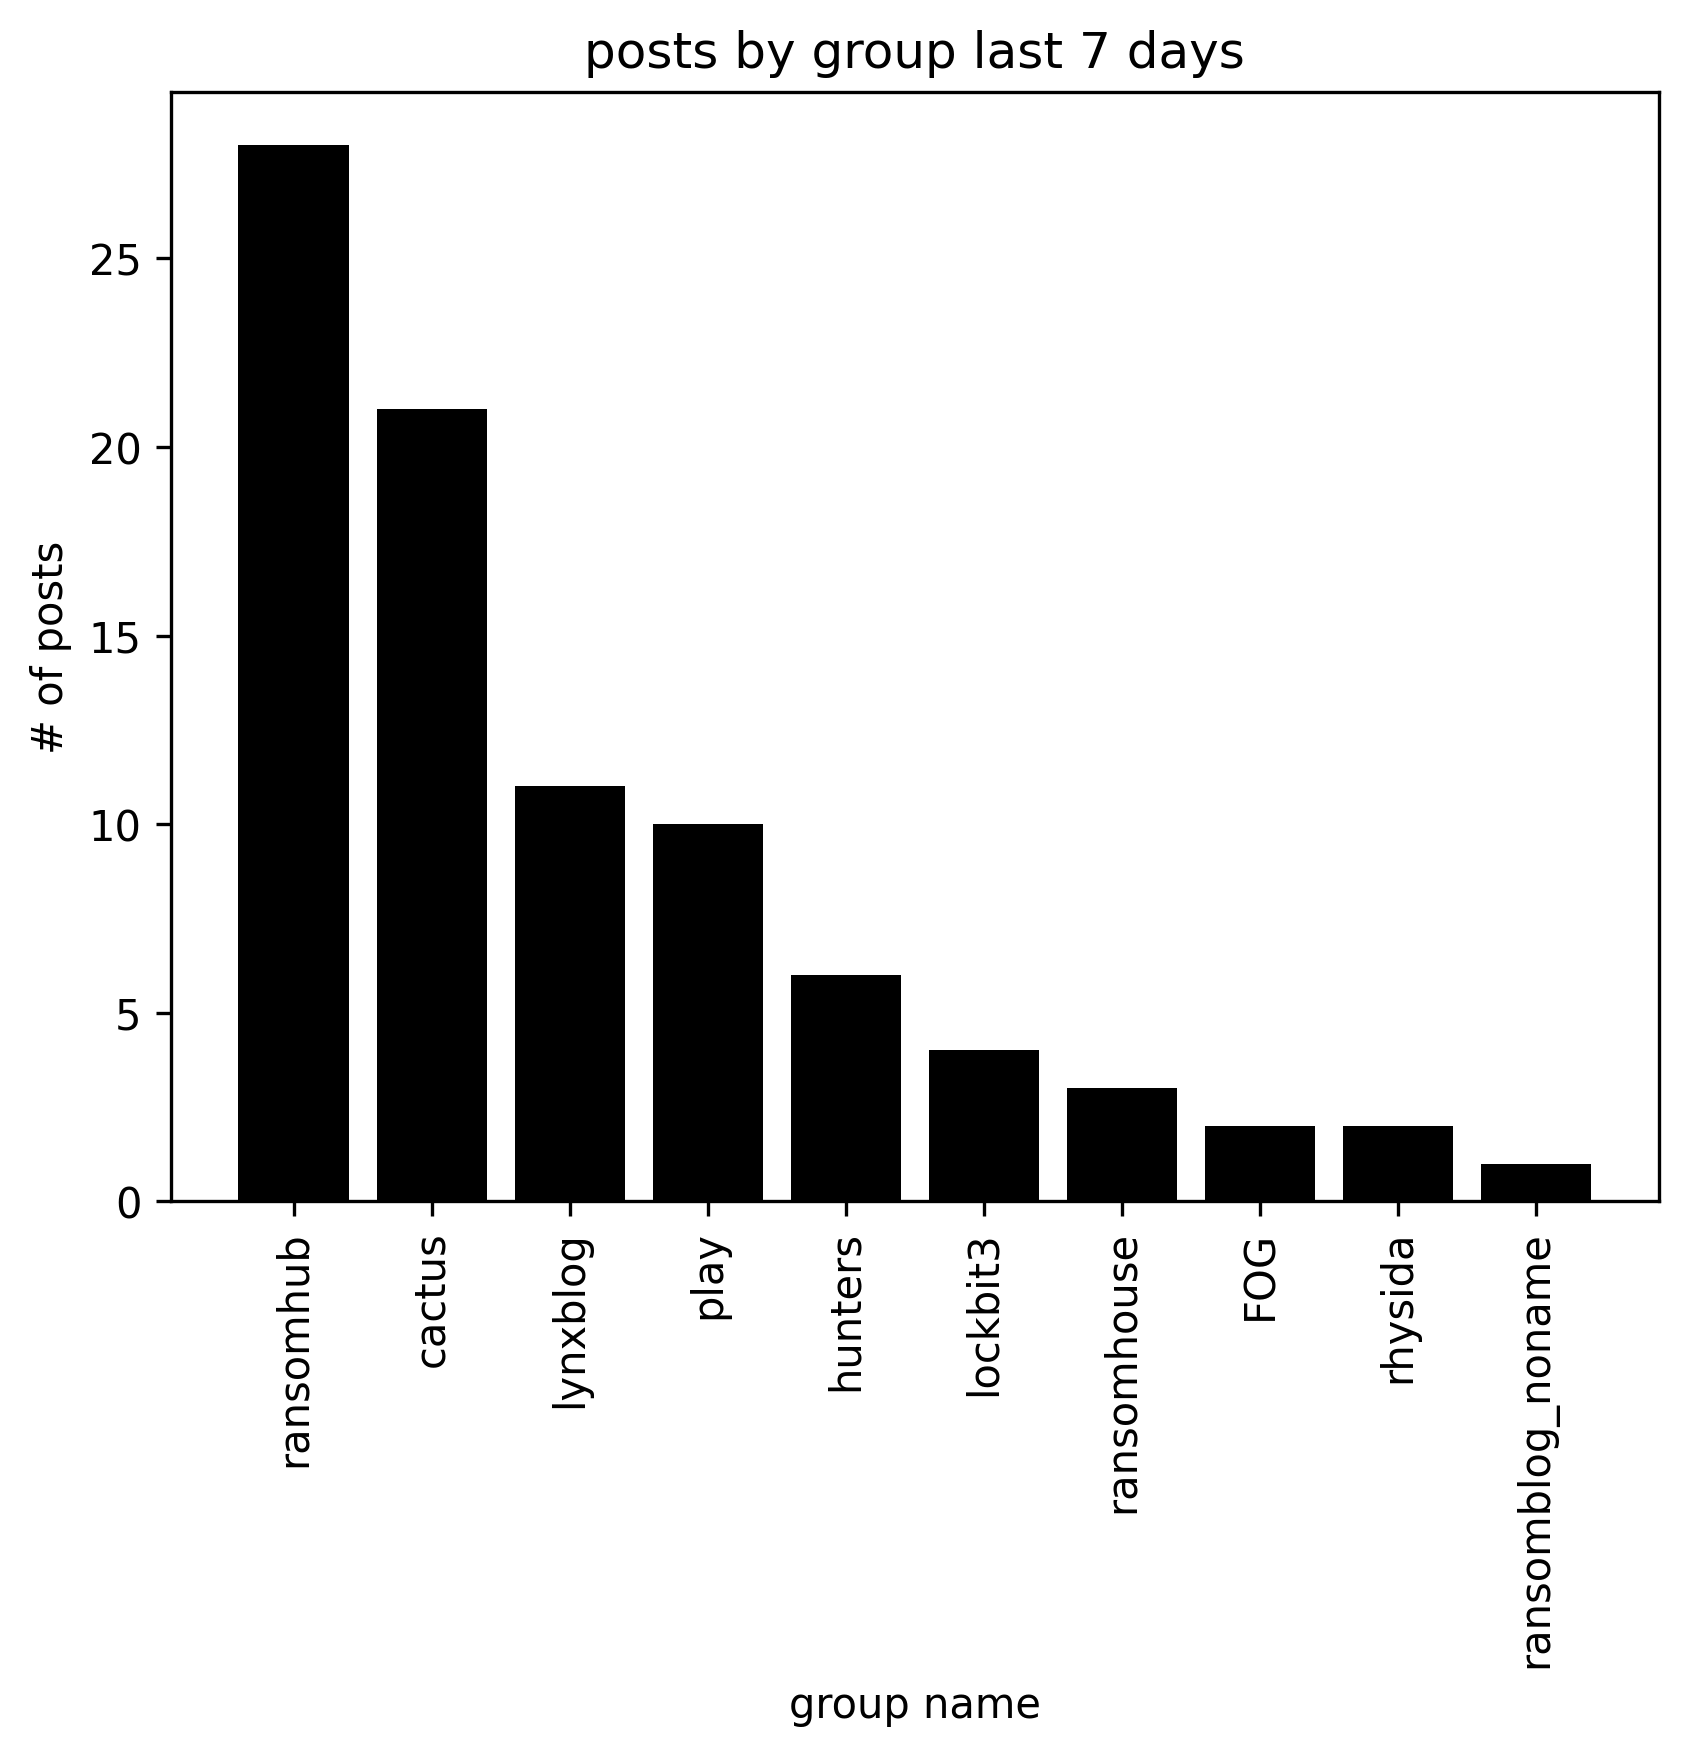 posts by group last 7 days
# of posts
25
20
15
10
5
0
ransomhub
cactus
lynxblog
play
hunters
lockbit3
ransomhouse
FOG
rhysida
ransomblog_noname
group name